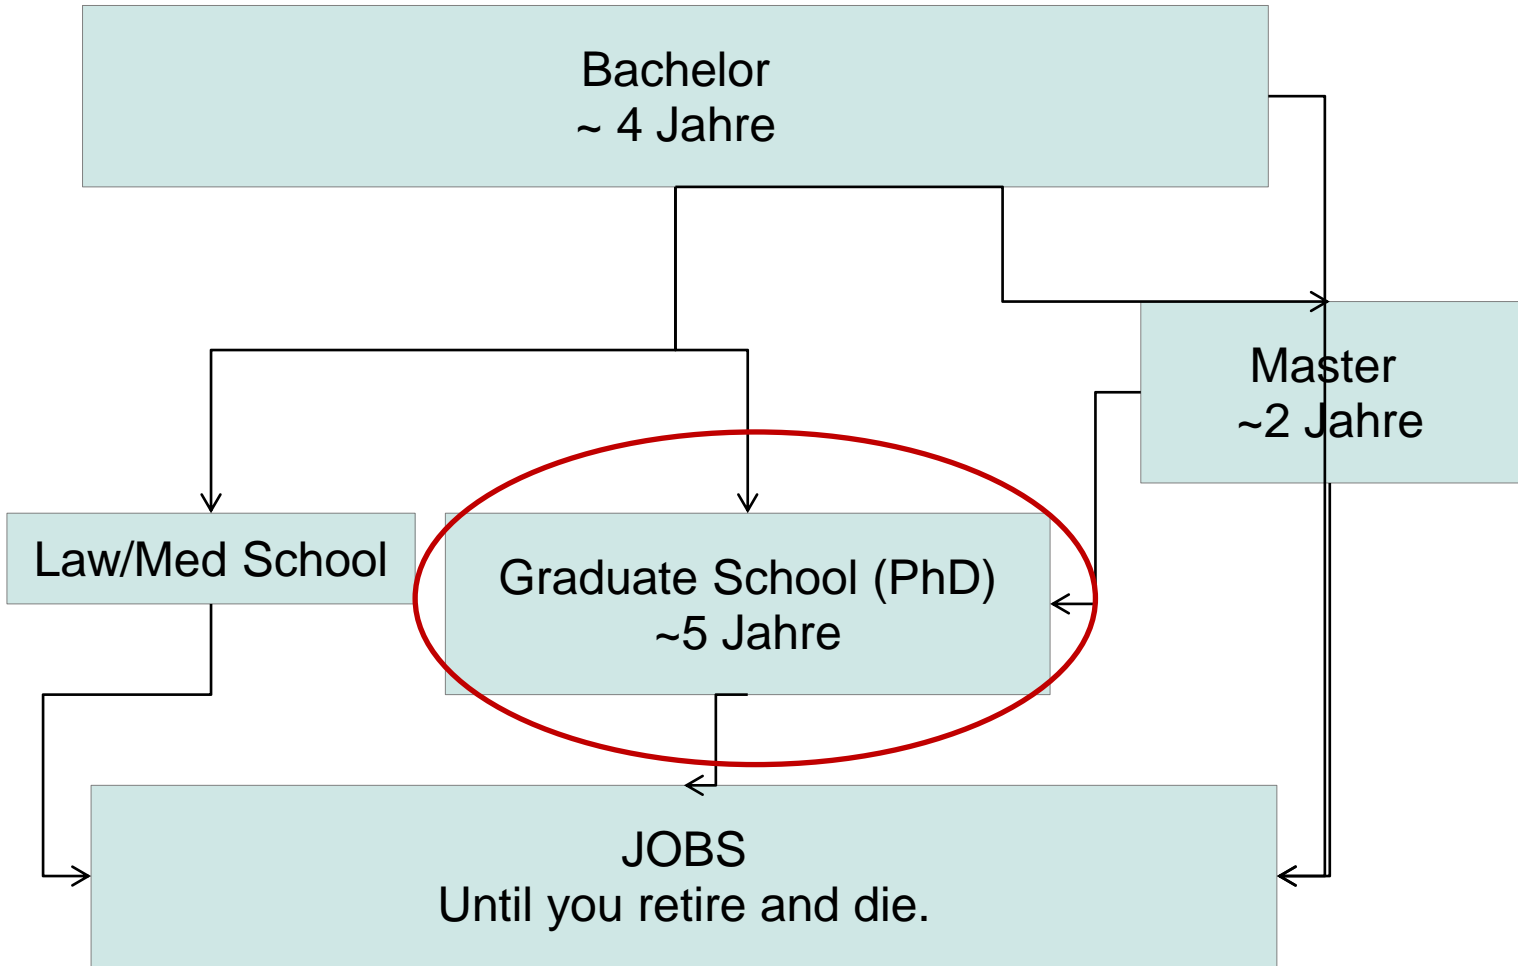 Bachelor
~ 4 Jahre
Master
~2 Jahre
Law/Med School
Graduate School (PhD)
~5 Jahre
JOBS
Until you retire and die.